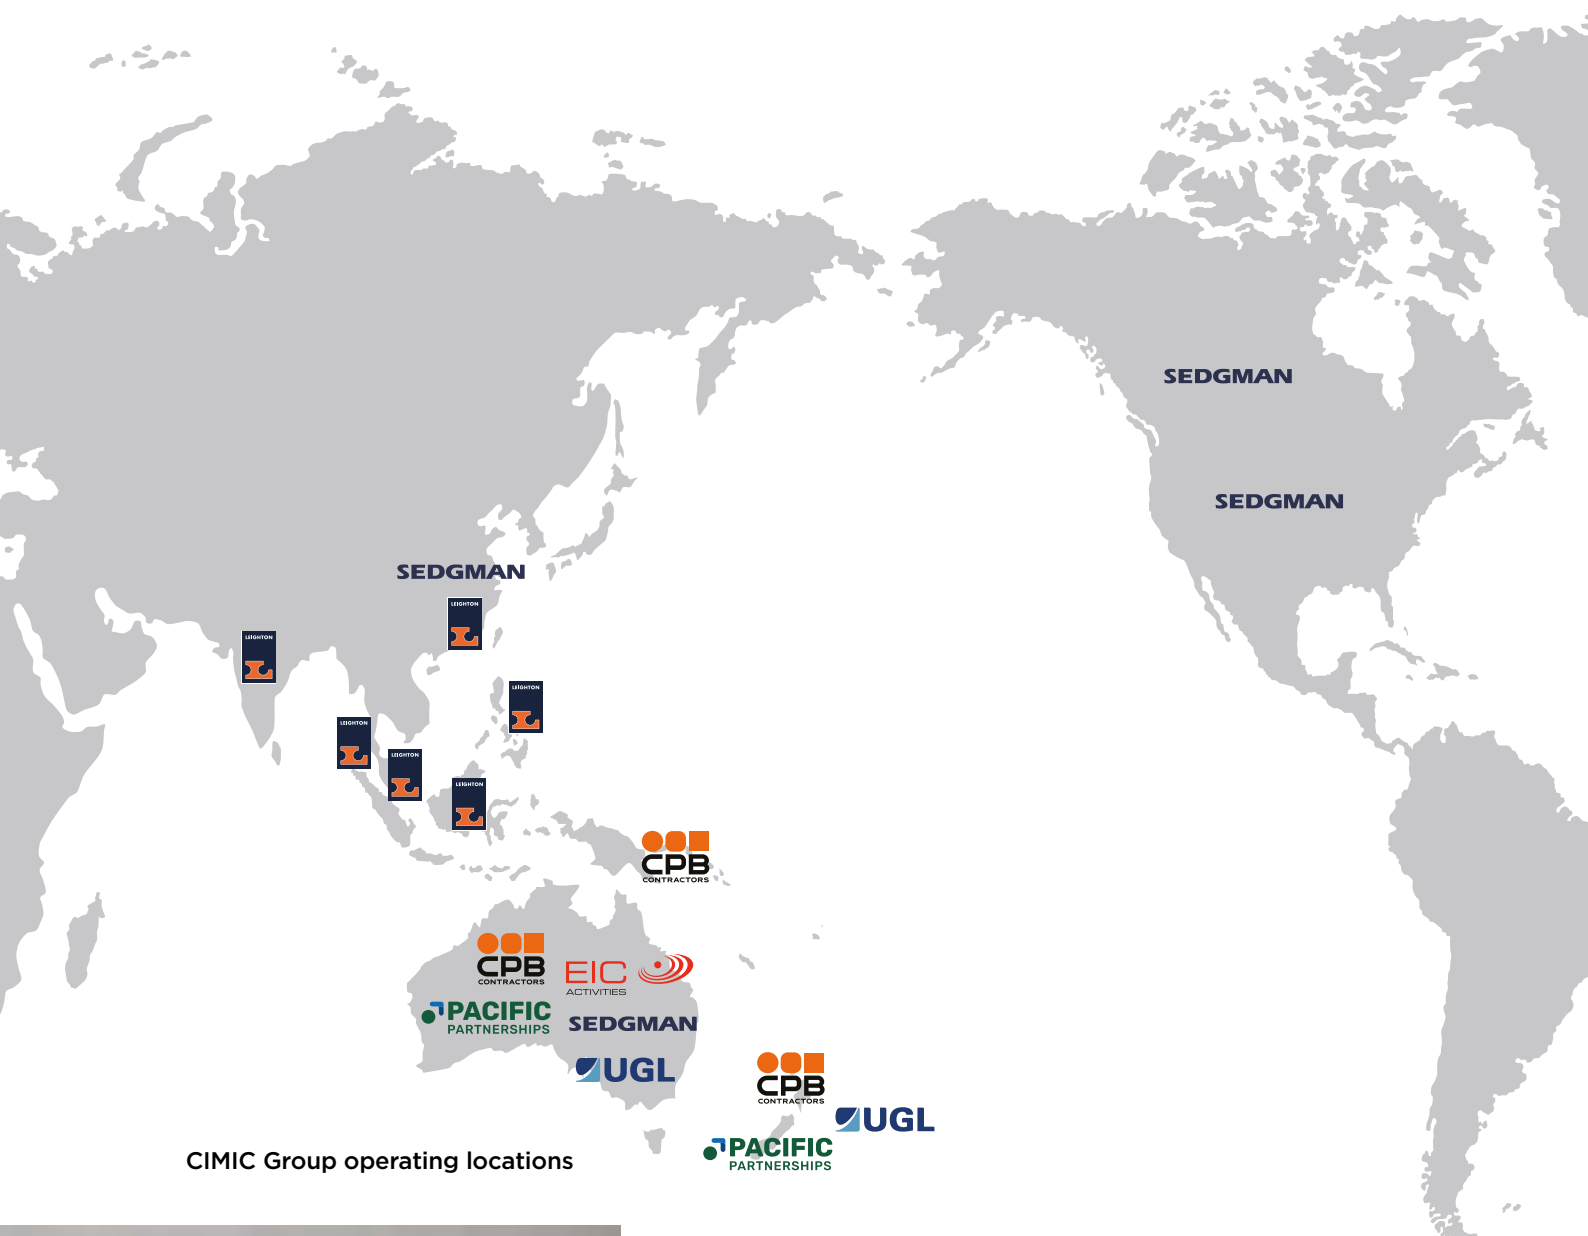 SEDGMAN
SEDGMAN
SEDGMAN
LEIGHTON
LEIGHTON
LEIGHTON
LEIGHTON
LEIGHTON
LEIGHTON
CPB
CONTRACTORS
CPB
CONTRACTORS
EIC
ACTIVITIES
PACIFIC
PARTNERSHIPS
SEDGMAN
UGL
CPB
CONTRACTORS
UGL
PACIFIC
PARTNERSHIPS
CIMIC Group operating locations